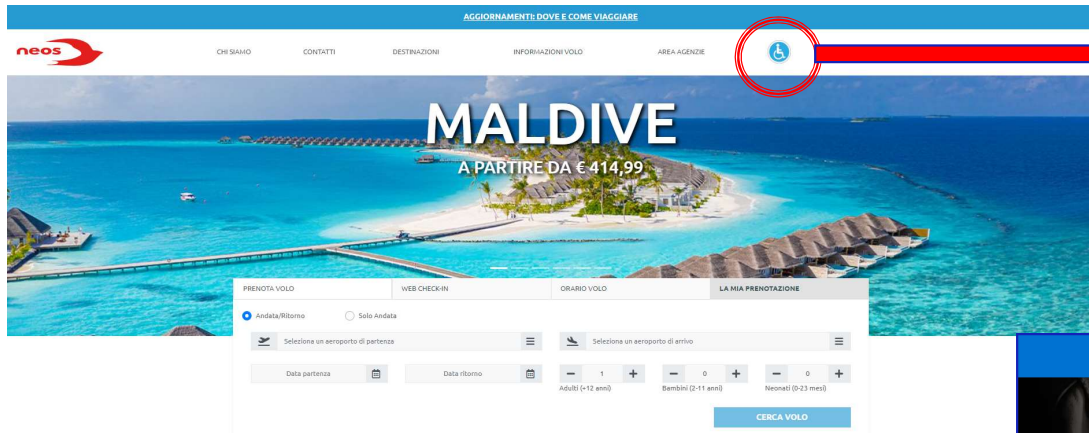 AGGIORNAMENTI: DOVE E COME VIAGGIARE
neos
CHI SIAMO
CONTATTI
DESTINAZIONI
INFORMAZIONI VOLO
AREA AGENZIE
MALDIVE
A PARTIRE DA € 414,99
PRENOTA VOLO
WEB CHECK-IN
ORARIO VOLO
LA MIA PRENOTAZIONE
Andata/Ritorno
Solo Andata
Seleziona un aeroporto di partenza
Seleziona un aeroporto di arrivo
Data partenza
Data ritorno
1
0
0
Adulti (+12 anni)
Bambini (2-11 anni)
Neonati (0-23 mesi)
CERCA VOLO